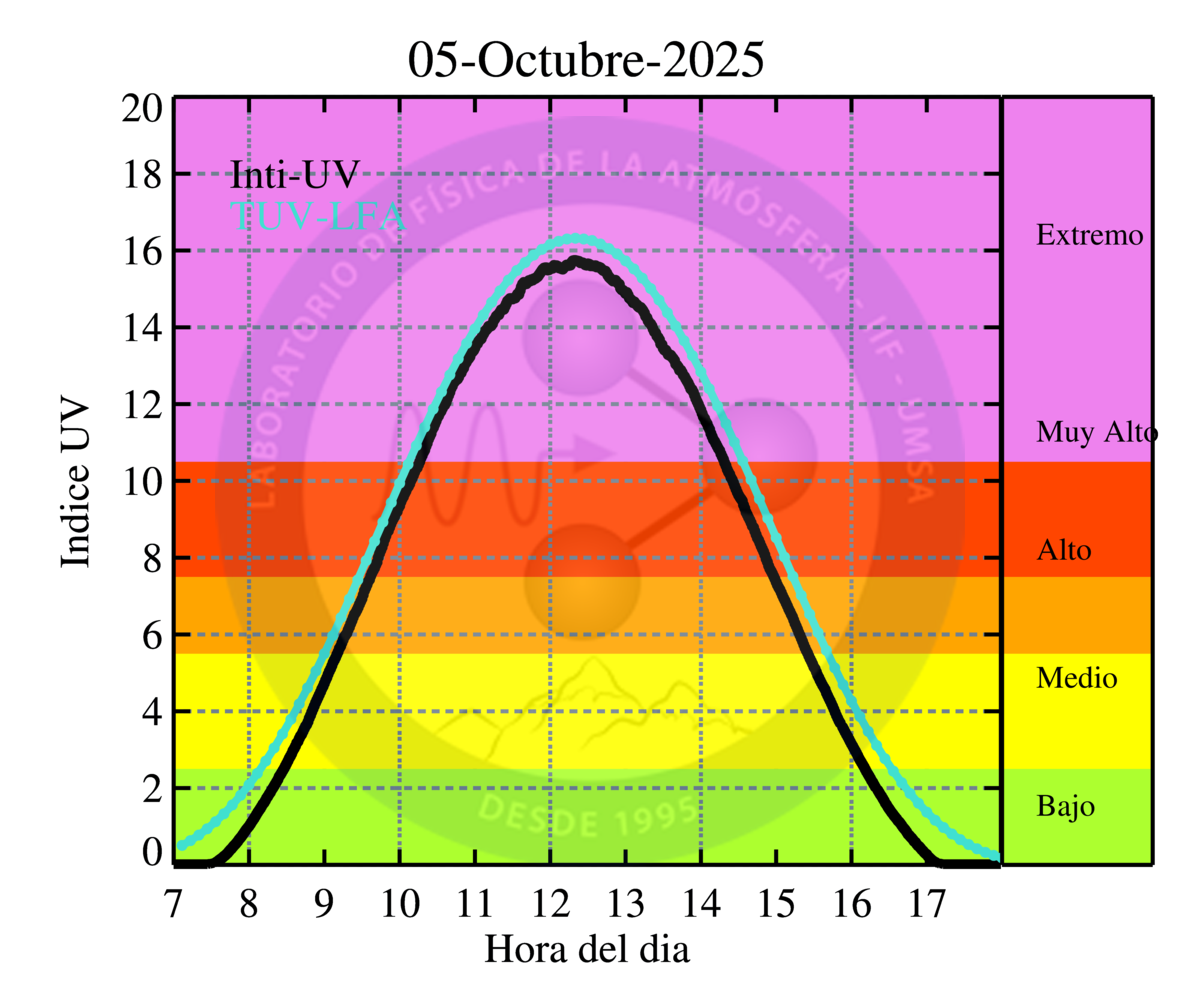 05-Octubre-2025
20
18
16
14
12
10
8
6
4
2
0
Indice UV
Inti-UV
TUV-LFA
LABORATORIO DE FÍSICA DE LA ATMÓSFERA - IIF - UMSA
DESDE 1995
Extremo
Muy Alto
Alto
Medio
Bajo
7 8 9 10 11 12 13 14 15 16 17
Hora del dia